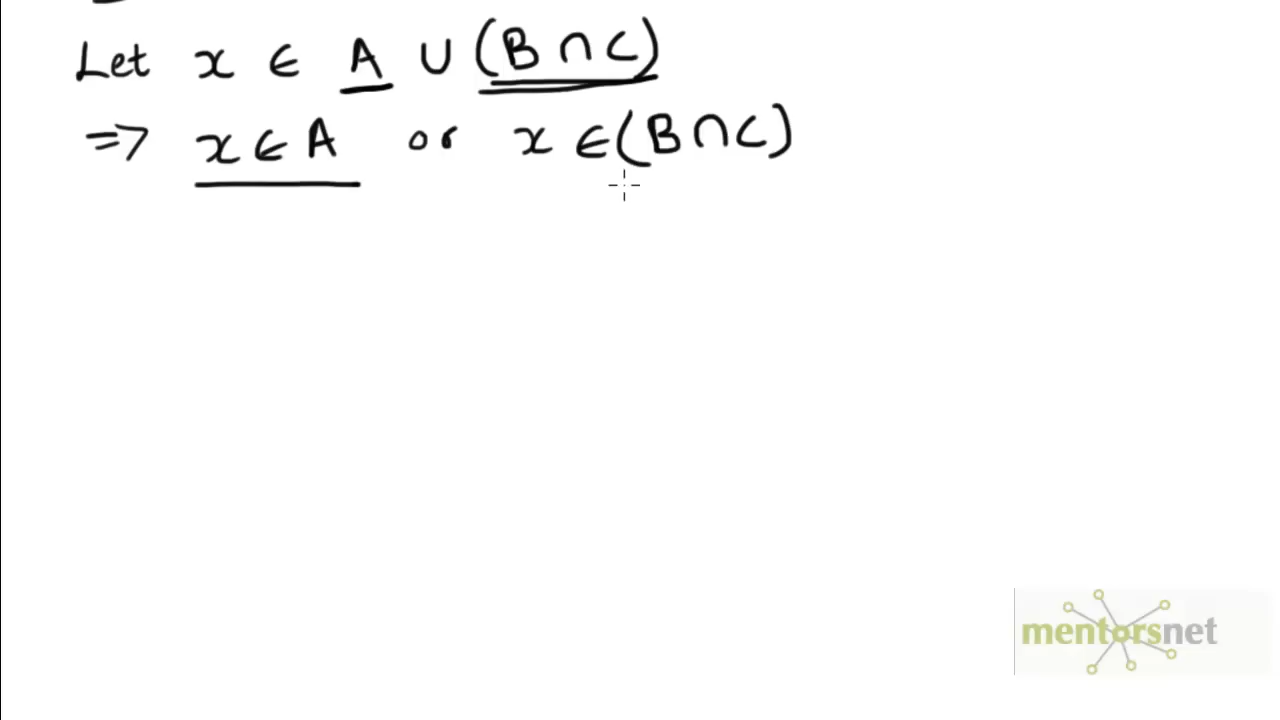 Let x ∈ A ∪ (B ∩ C)
=> x ∈ A or x ∈ (B ∩ C)
mentorsnet